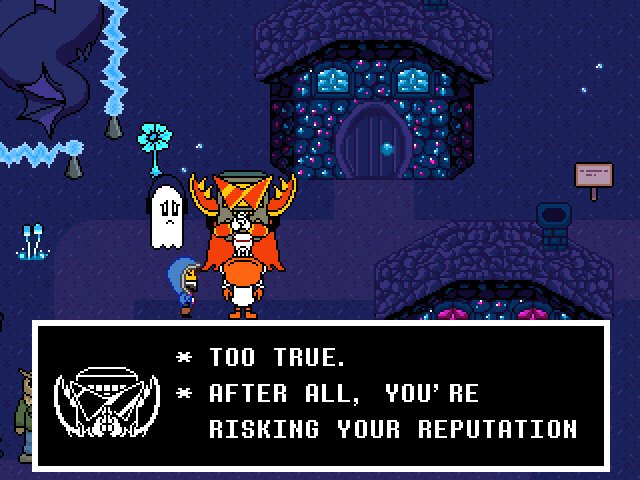 * TOO TRUE.
* AFTER ALL, YOU'RE
RISKING YOUR REPUTATION